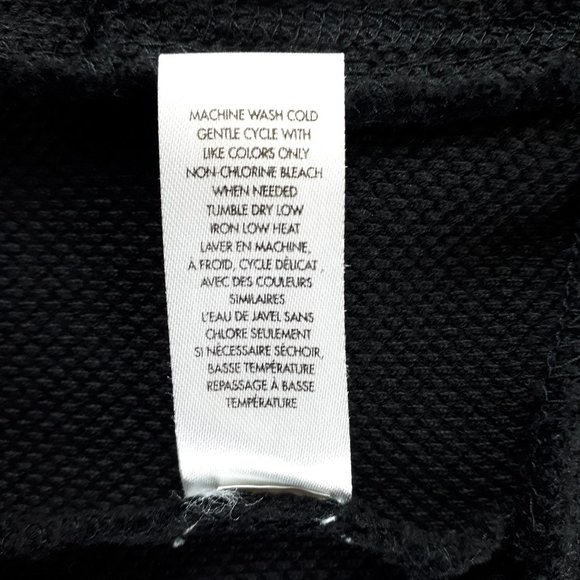 MACHINE WASH COLD
GENTLE CYCLE WITH
LIKE COLORS ONLY
NON-CHLORINE BLEACH
WHEN NEEDED
TUMBLE DRY LOW
IRON LOW HEAT
LAVER EN MACHINE,
À FROID, CYCLE DÉLICAT,
AVEC DES COULEURS
SIMILAIRES
L'EAU DE JAVEL SANS
CHLORE SEULEMENT
SI NÉCESSAIRE SÉCHOIR,
BASSE TEMPÉRATURE
REPASSAGE À BASSE
TEMPÉRATURE